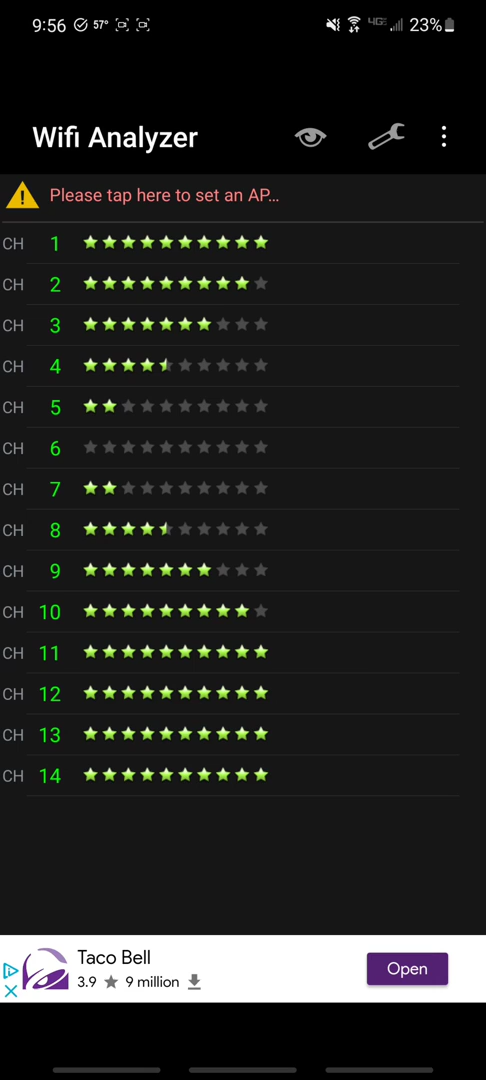 9:56 57° 4G 23%
Wifi Analyzer
Please tap here to set an AP...
CH 1
CH 2
CH 3
CH 4
CH 5
CH 6
CH 7
CH 8
CH 9
CH 10
CH 11
CH 12
CH 13
CH 14
Taco Bell
3.9 ★ 9 million
Open